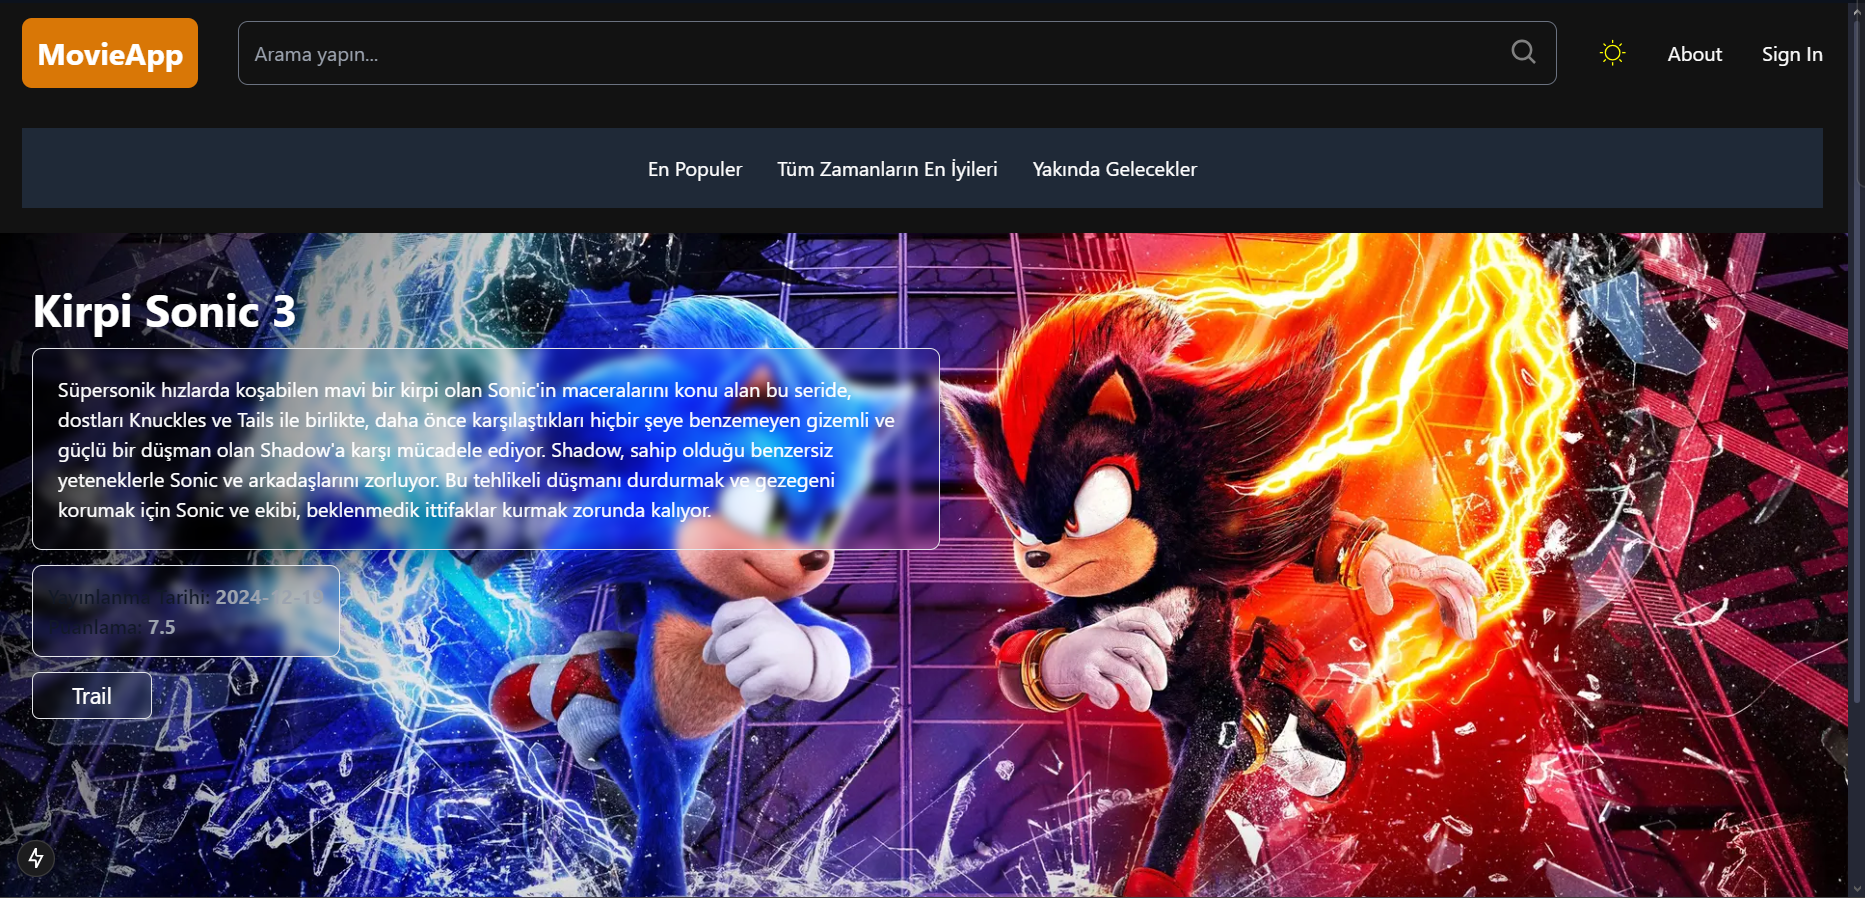 MovieApp
Arama yapın...
About
Sign In
En Populer
Tüm Zamanların En İyileri
Yakında Gelecekler
Kirpi Sonic 3
Süpersonik hızlarda koşabilen mavi bir kirpi olan Sonic'in maceralarını konu alan bu seride,
dostları Knuckles ve Tails ile birlikte, daha önce karşılaştıkları hiçbir şeye benzemeyen gizemli ve
güçlü bir düşman olan Shadow'a karşı mücadele ediyor. Shadow, sahip olduğu benzersiz
yeteneklerle Sonic ve arkadaşlarını zorluyor. Bu tehlikeli düşmanı durdurmak ve gezegeni
korumak için Sonic ve ekibi, beklenmedik ittifaklar kurmak zorunda kalıyor.
Yayınlanma Tarihi: 2024-12-19
7.5
Trail